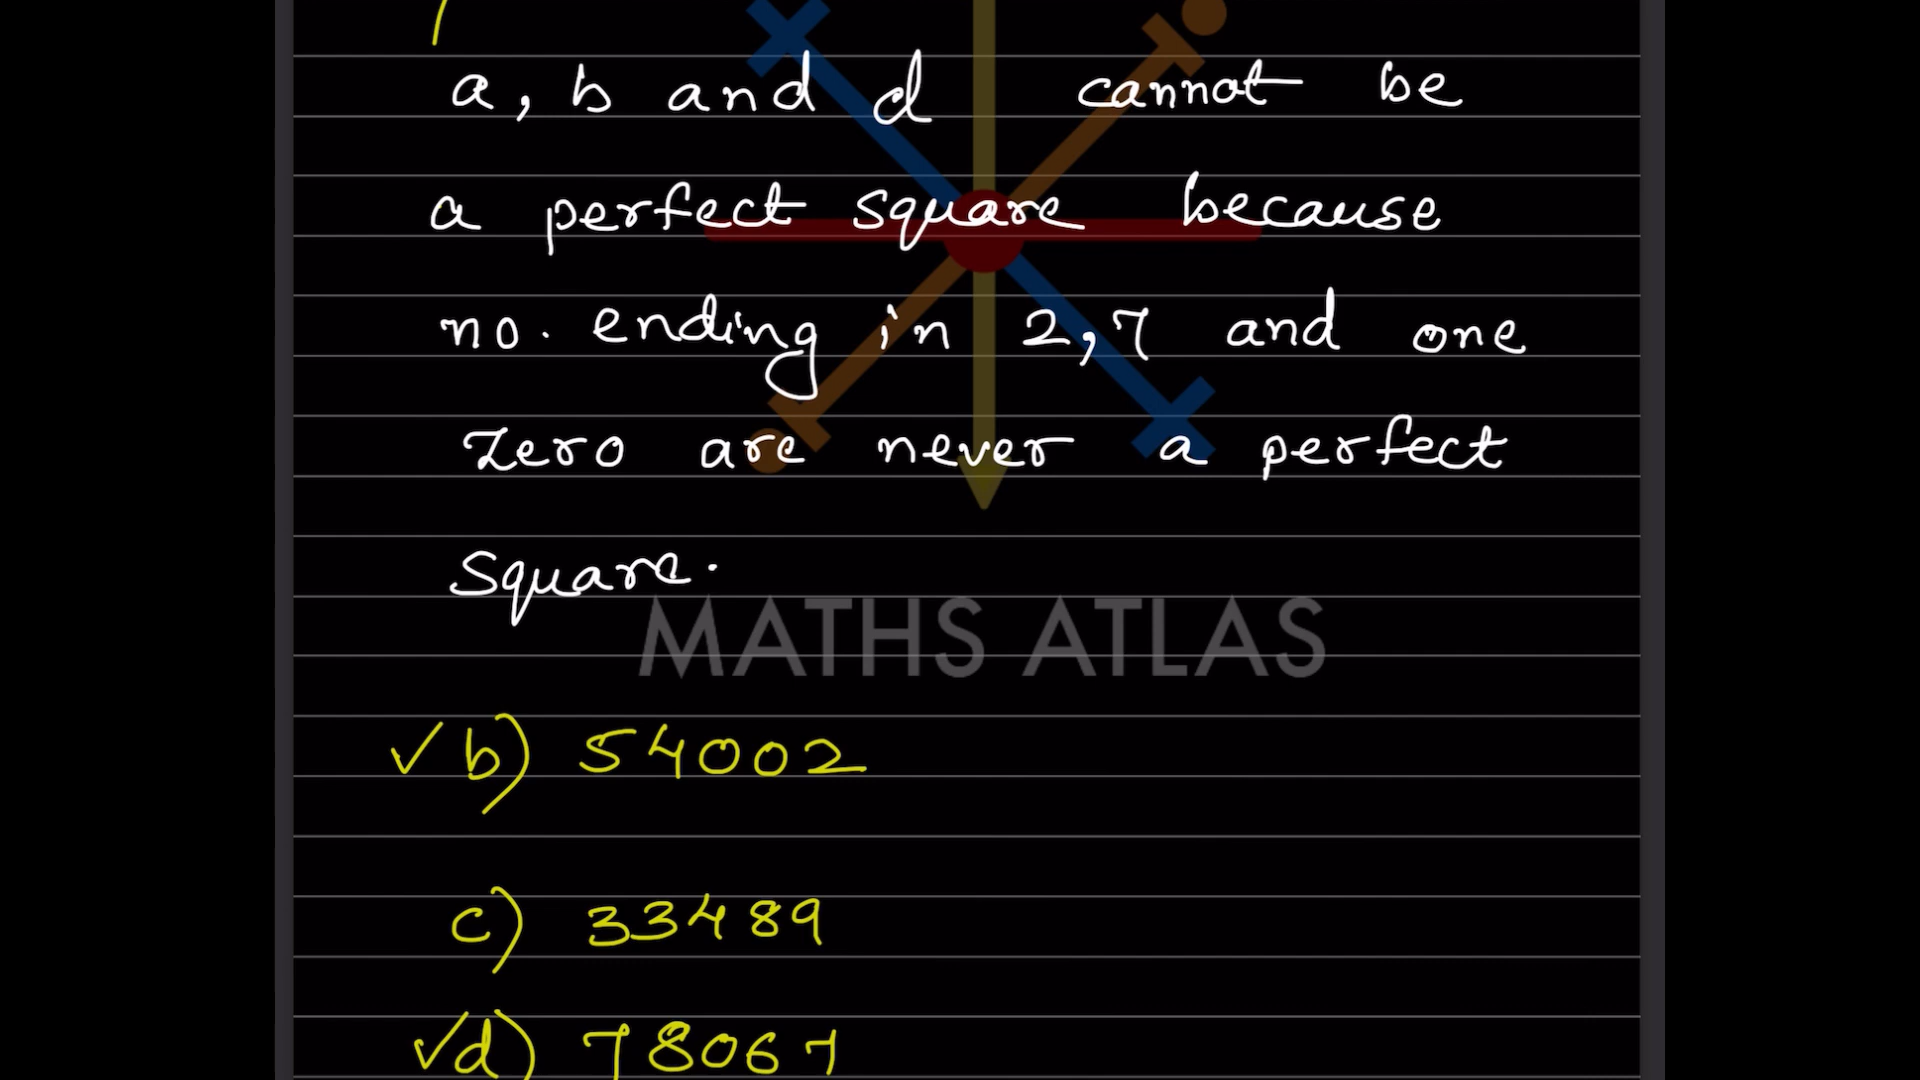 a, b and d cannot be
a perfect square because
no. ending in 2,7 and one
zero are never a perfect
square.
MATHS ATLAS
✓ b) 54002
c) 33489
✓d) 78067